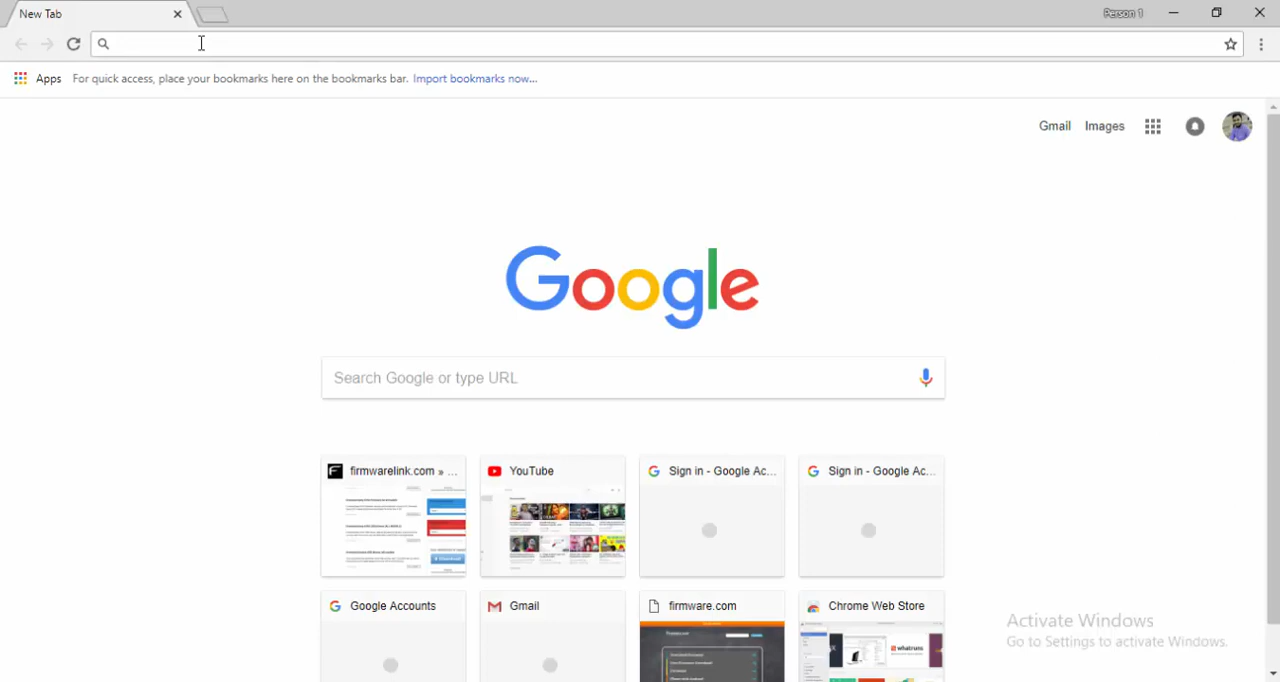 New Tab
Person 1
Apps For quick access, place your bookmarks here on the bookmarks bar. Import bookmarks now...
Gmail Images
Google
Search Google or type URL
firmwarelink.com » ...
YouTube
Sign in - Google Ac...
Sign in - Google Ac...
Google Accounts
Gmail
firmware.com
Chrome Web Store
whatruns
Activate Windows
Go to Settings to activate Windows.